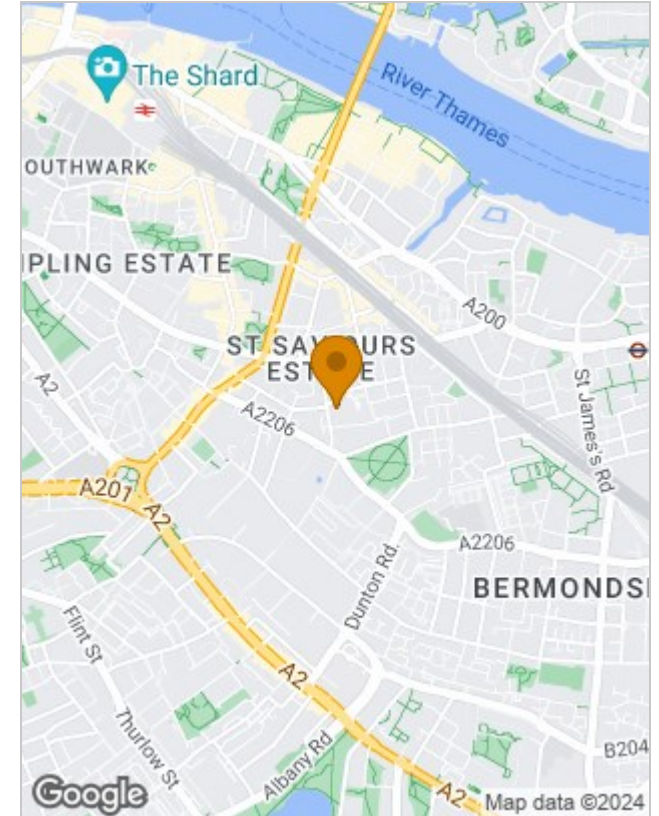 The Shard
River Thames
OUTHWARK
IPLING ESTATE
A200
ST SAVIOURS
ESTATE
A2
A2206
St James's Rd
A201
A2
A2206
Dunton Rd.
BERMONDS
Flint St
A2
Thurlow St
Albany Rd
B204
A2
Google
Map data ©2024